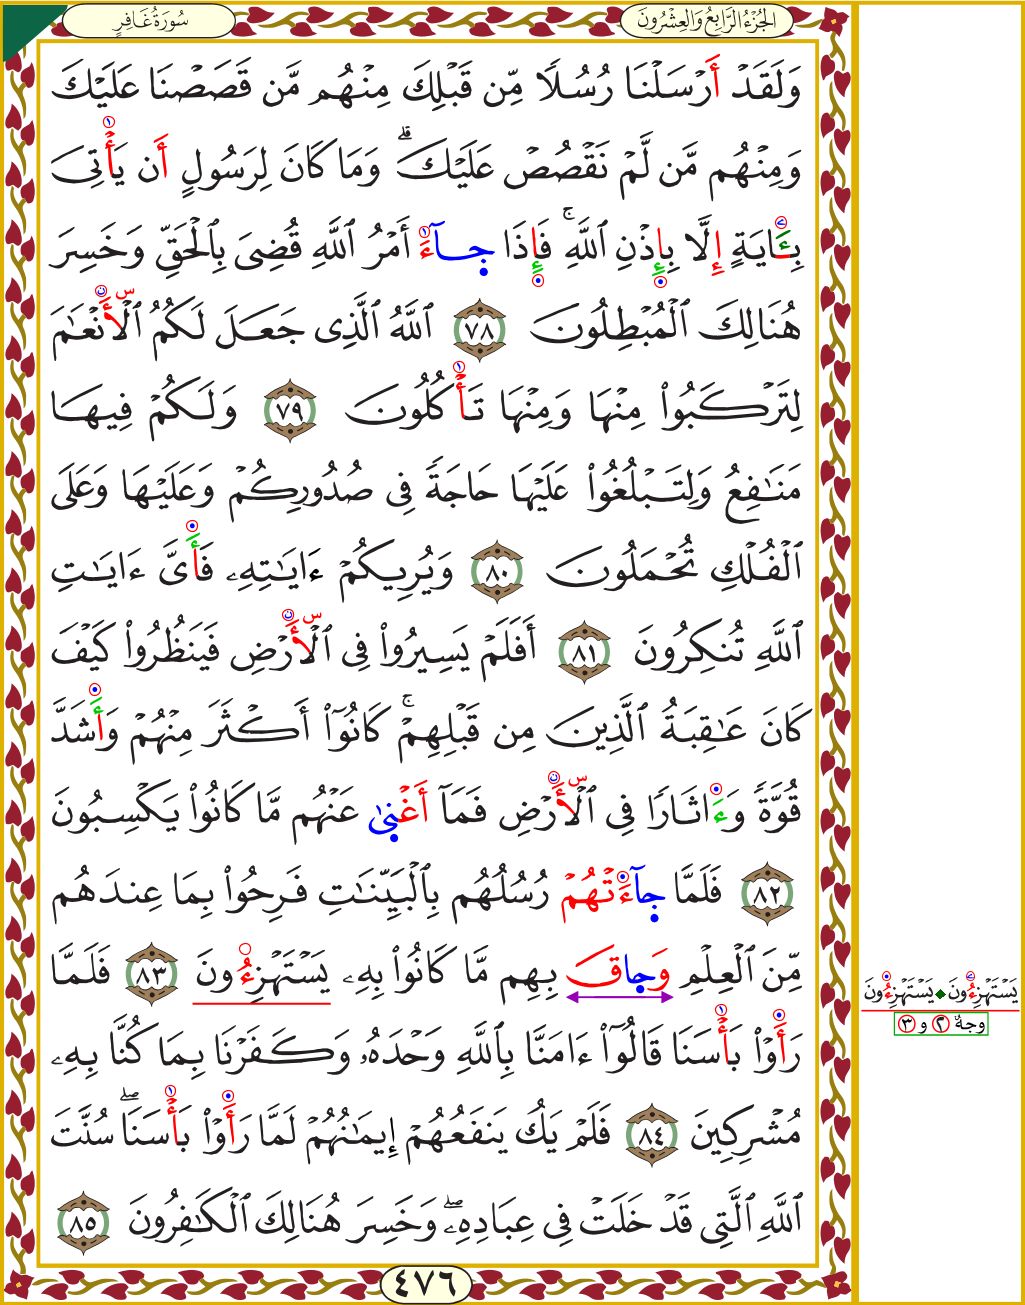 سُورَةُ غَافِرٍ
الجُزْءُ الرَّابِعُ وَالعِشْرُونَ
وَلَقَدْ أَرْسَلْنَا رُسُلًا مِّن قَبْلِكَ مِنْهُم مَّن قَصَصْنَا عَلَيْكَ
وَمِنْهُم مَّن لَّمْ نَقْصُصْ عَلَيْكَ ۗ وَمَا كَانَ لِرَسُولٍ أَن يَأْتِىَ
بِـَٔايَةٍ إِلَّا بِإِذْنِ ٱللَّهِ ۚ فَإِذَا جَآءَ أَمْرُ ٱللَّهِ قُضِىَ بِٱلْحَقِّ وَخَسِرَ
هُنَالِكَ ٱلْمُبْطِلُونَ ٧٨ ٱللَّهُ ٱلَّذِى جَعَلَ لَكُمُ ٱلْأَنْعَٰمَ
لِتَرْكَبُوا۟ مِنْهَا وَمِنْهَا تَأْكُلُونَ ٧٩ وَلَكُمْ فِيهَا
مَنَٰفِعُ وَلِتَبْلُغُوا۟ عَلَيْهَا حَاجَةً فِى صُدُورِكُمْ وَعَلَيْهَا وَعَلَى
ٱلْفُلْكِ تُحْمَلُونَ ٨٠ وَيُرِيكُمْ ءَايَٰتِهِۦ فَأَىَّ ءَايَٰتِ
ٱللَّهِ تُنكِرُونَ ٨١ أَفَلَمْ يَسِيرُوا۟ فِى ٱلْأَرْضِ فَيَنظُرُوا۟ كَيْفَ
كَانَ عَٰقِبَةُ ٱلَّذِينَ مِن قَبْلِهِمْ ۚ كَانُوٓا۟ أَكْثَرَ مِنْهُمْ وَأَشَدَّ
قُوَّةً وَءَاثَارًا فِى ٱلْأَرْضِ فَمَآ أَغْنِىٰ عَنْهُم مَّا كَانُوا۟ يَكْسِبُونَ
٨٢ فَلَمَّا جَآءَتْهُمْ رُسُلُهُم بِٱلْبَيِّنَٰتِ فَرِحُوا۟ بِمَا عِندَهُم
مِّنَ ٱلْعِلْمِ وَحَاقَ بِهِم مَّا كَانُوا۟ بِهِۦ يَسْتَهْزِءُونَ ٨٣ فَلَمَّا
رَأَوْا۟ بَأْسَنَا قَالُوٓا۟ ءَامَنَّا بِٱللَّهِ وَحْدَهُۥ وَكَفَرْنَا بِمَا كُنَّا بِهِۦ
مُشْرِكِينَ ٨٤ فَلَمْ يَكُ يَنفَعُهُمْ إِيمَٰنُهُمْ لَمَّا رَأَوْا۟ بَأْسَنَا ۖ سُنَّتَ
ٱللَّهِ ٱلَّتِى قَدْ خَلَتْ فِى عِبَادِهِۦ ۖ وَخَسِرَ هُنَالِكَ ٱلْكَٰفِرُونَ ٨٥
يَسْتَهْزِءُونَ ◆ يَسْتَهْزِءُونَ
وجهُ ٢ و ٣
٤٧٦